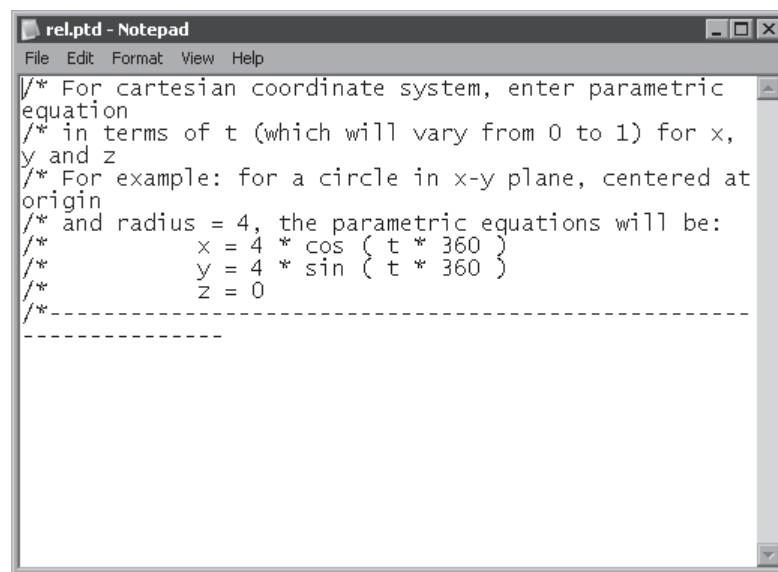 rel.ptd - Notepad
File Edit Format View Help
/* For cartesian coordinate system, enter parametric
equation
/* in terms of t (which will vary from 0 to 1) for x,
y and z
/* For example: for a circle in x-y plane, centered at
origin
/* and radius = 4, the parametric equations will be:
/* x = 4 * cos ( t * 360 )
/* y = 4 * sin ( t * 360 )
/* z = 0
/*----------------------------------------------------
---------------